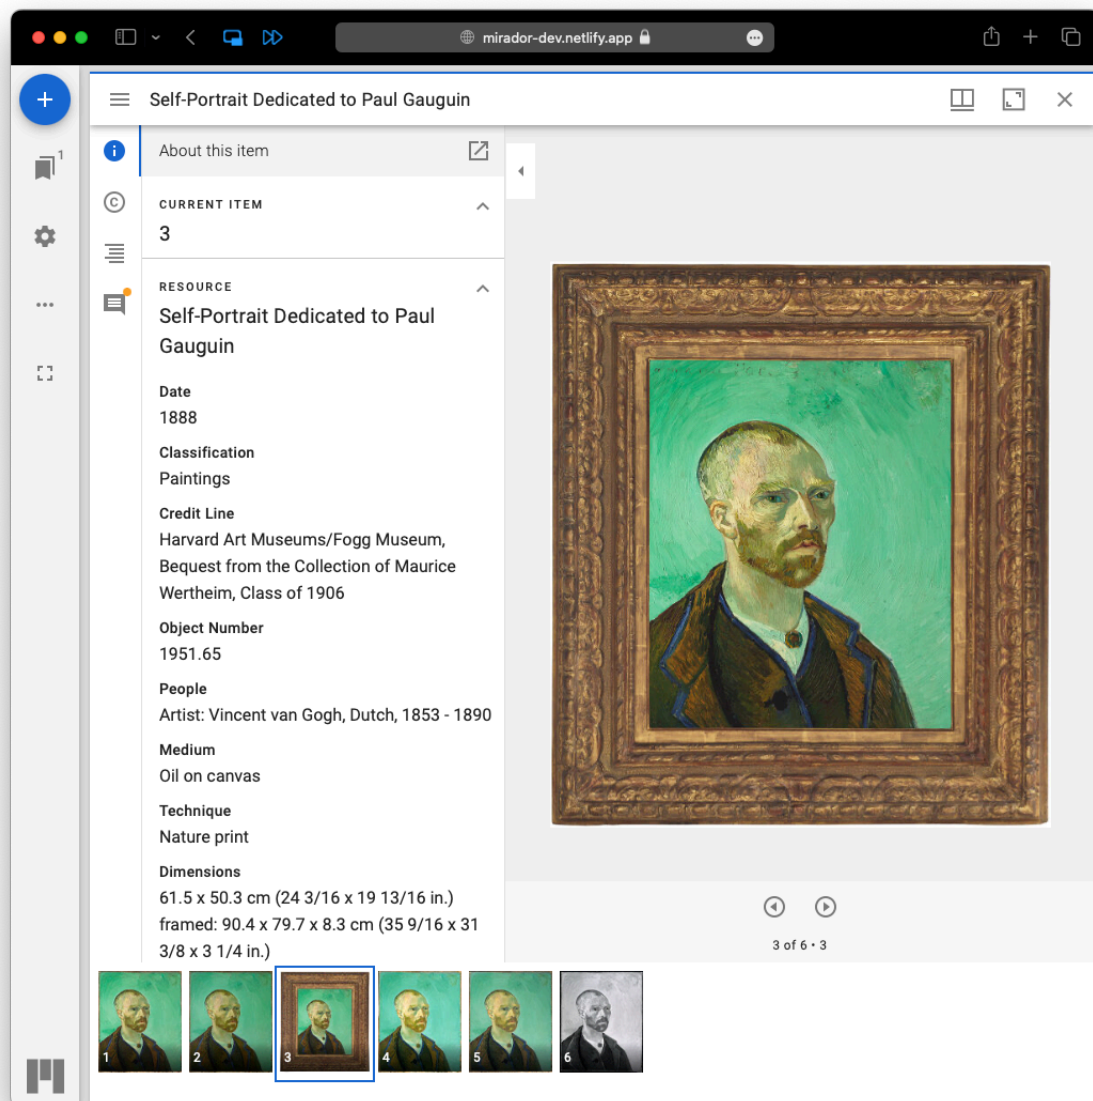 mirador-dev.netlify.app
Self-Portrait Dedicated to Paul Gauguin
1
About this item
CURRENT ITEM
3
RESOURCE
Self-Portrait Dedicated to Paul
Gauguin
Date
1888
Classification
Paintings
Credit Line
Harvard Art Museums/Fogg Museum,
Bequest from the Collection of Maurice
Wertheim, Class of 1906
Object Number
1951.65
People
Artist: Vincent van Gogh, Dutch, 1853 - 1890
Medium
Oil on canvas
Technique
Nature print
Dimensions
61.5 x 50.3 cm (24 3/16 x 19 13/16 in.)
framed: 90.4 x 79.7 x 8.3 cm (35 9/16 x 31
3/8 x 3 1/4 in.)
3 of 6 • 3
1 2 3 4 5 6